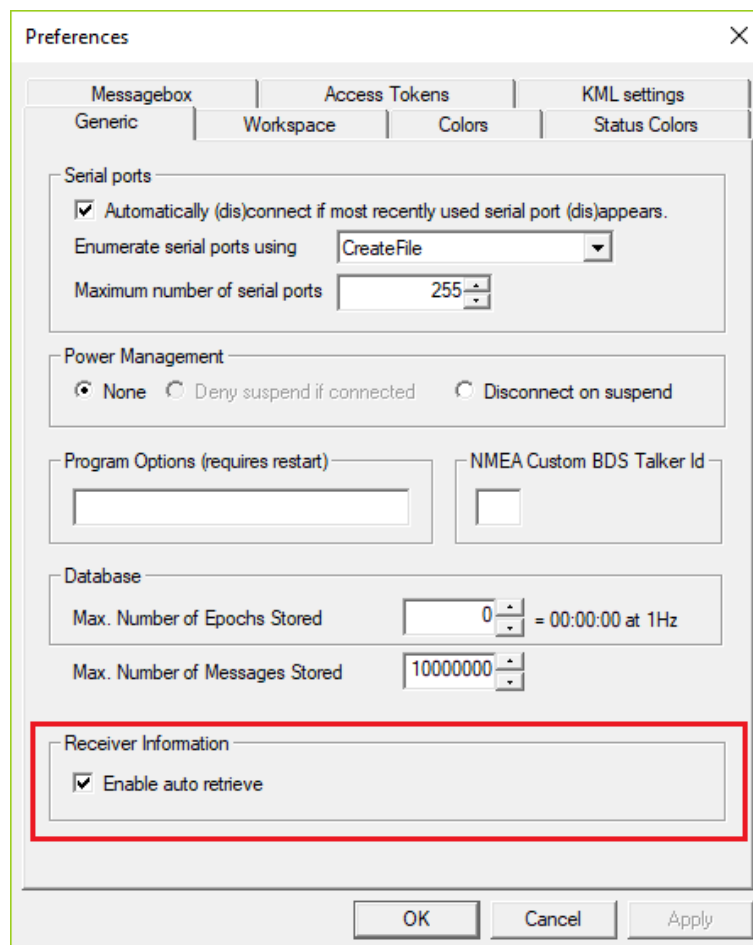 Preferences
Messagebox
Access Tokens
KML settings
Generic
Workspace
Colors
Status Colors
Serial ports
Automatically (dis)connect if most recently used serial port (dis)appears.
Enumerate serial ports using
CreateFile
Maximum number of serial ports
255
Power Management
None
Deny suspend if connected
Disconnect on suspend
Program Options (requires restart)
NMEA Custom BDS Talker Id
Database
Max. Number of Epochs Stored
0
= 00:00:00 at 1Hz
Max. Number of Messages Stored
10000000
Receiver Information
Enable auto retrieve
OK
Cancel
Apply